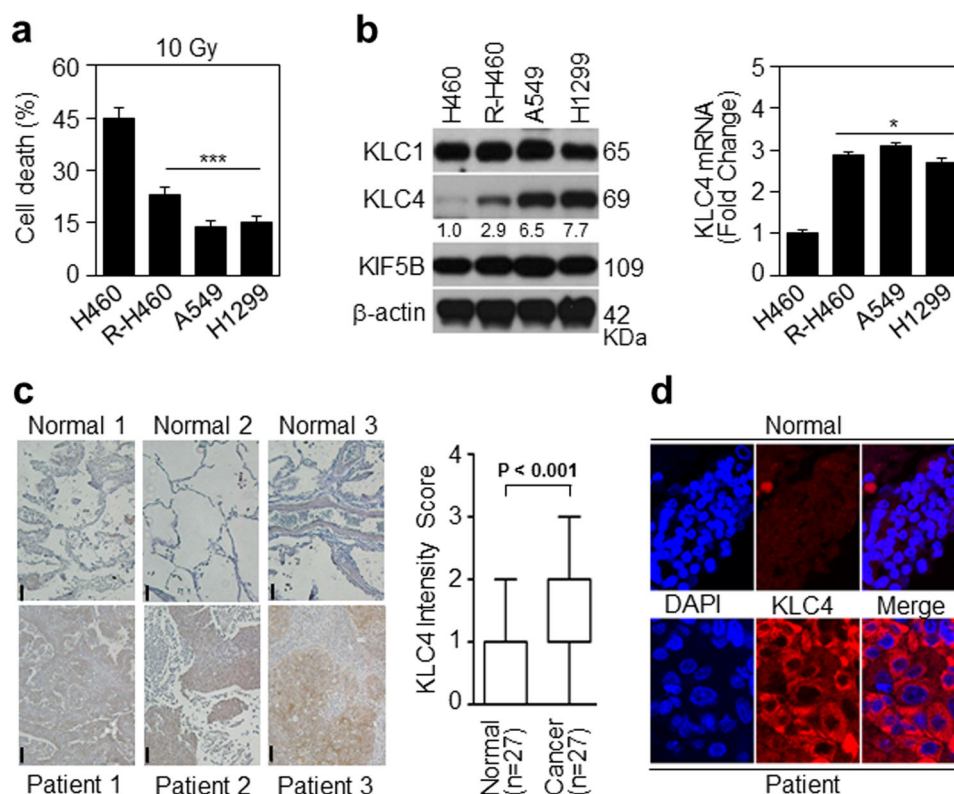 a
10 Gy
Cell death (%)
60
45
30
15
0
***
H460
R-H460
A549
H1299
b
H460
R-H460
A549
H1299
KLC1
65
KLC4
69
1.0 2.9 6.5 7.7
KIF5B
109
β-actin
42
KDa
KLC4 mRNA
(Fold Change)
5
4
3
2
1
0
*
H460
R-H460
A549
H1299
c
Normal 1 Normal 2 Normal 3
Patient 1 Patient 2 Patient 3
KLC4 Intensity Score
P < 0.001
4
3
2
1
0
Normal
(n=27)
Cancer
(n=27)
d
Normal
DAPI KLC4 Merge
Patient